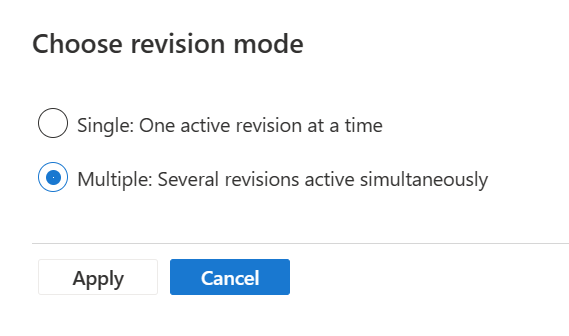 Choose revision mode
Single: One active revision at a time
Multiple: Several revisions active simultaneously
Apply Cancel